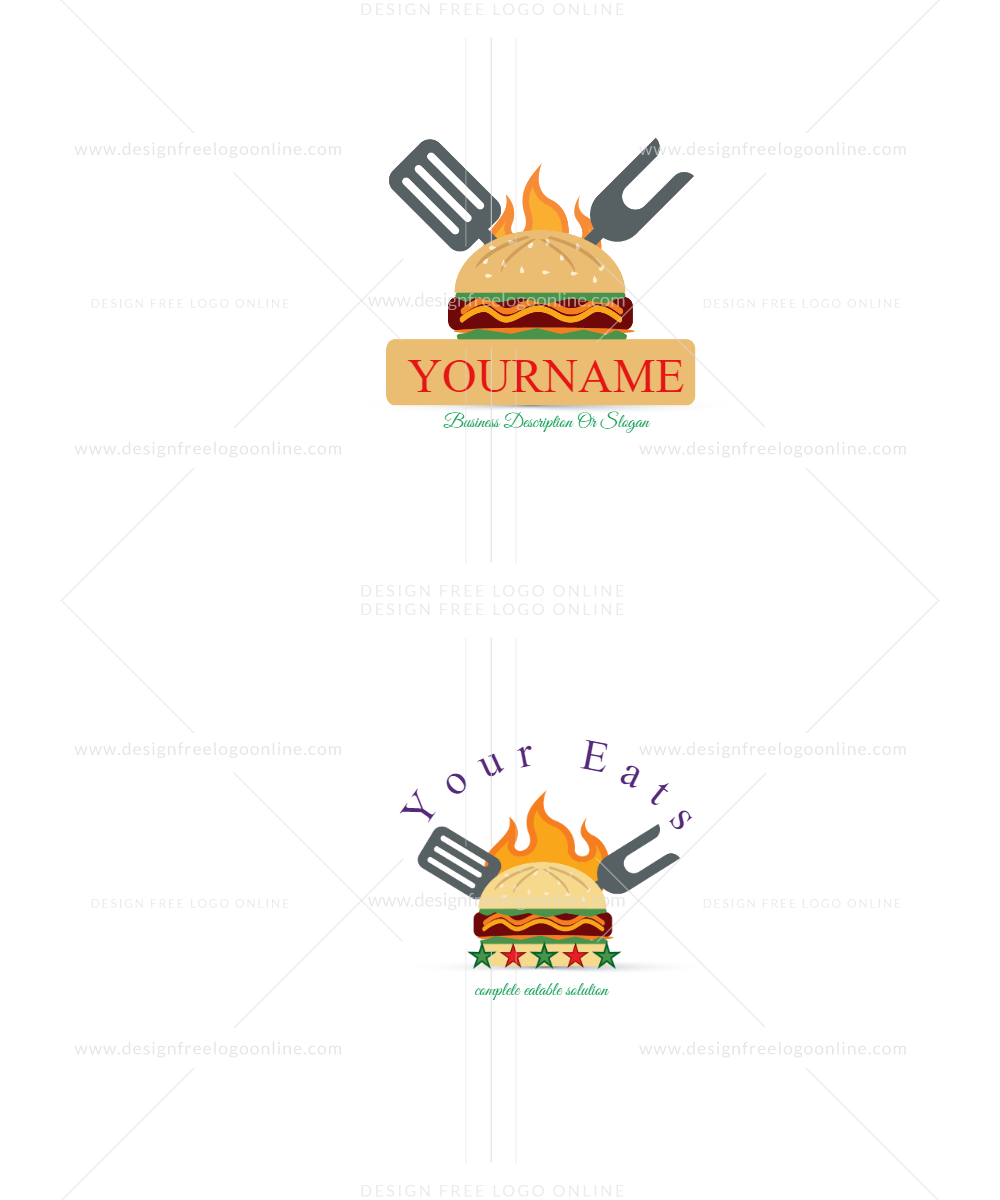 DESIGN FREE LOGO ONLINE
www.designfreelogoonline.com www.designfreelogoonline.com
DESIGN FREE LOGO ONLINE www.designfreelogoonline.com DESIGN FREE LOGO ONLINE
YOURNAME
Business Description Or Slogan
www.designfreelogoonline.com www.designfreelogoonline.com
DESIGN FREE LOGO ONLINE
DESIGN FREE LOGO ONLINE
Your Eats
www.designfreelogoonline.com www.designfreelogoonline.com
DESIGN FREE LOGO ONLINE www.designfreelogoonline.com DESIGN FREE LOGO ONLINE
complete eatable solution
www.designfreelogoonline.com www.designfreelogoonline.com
DESIGN FREE LOGO ONLINE